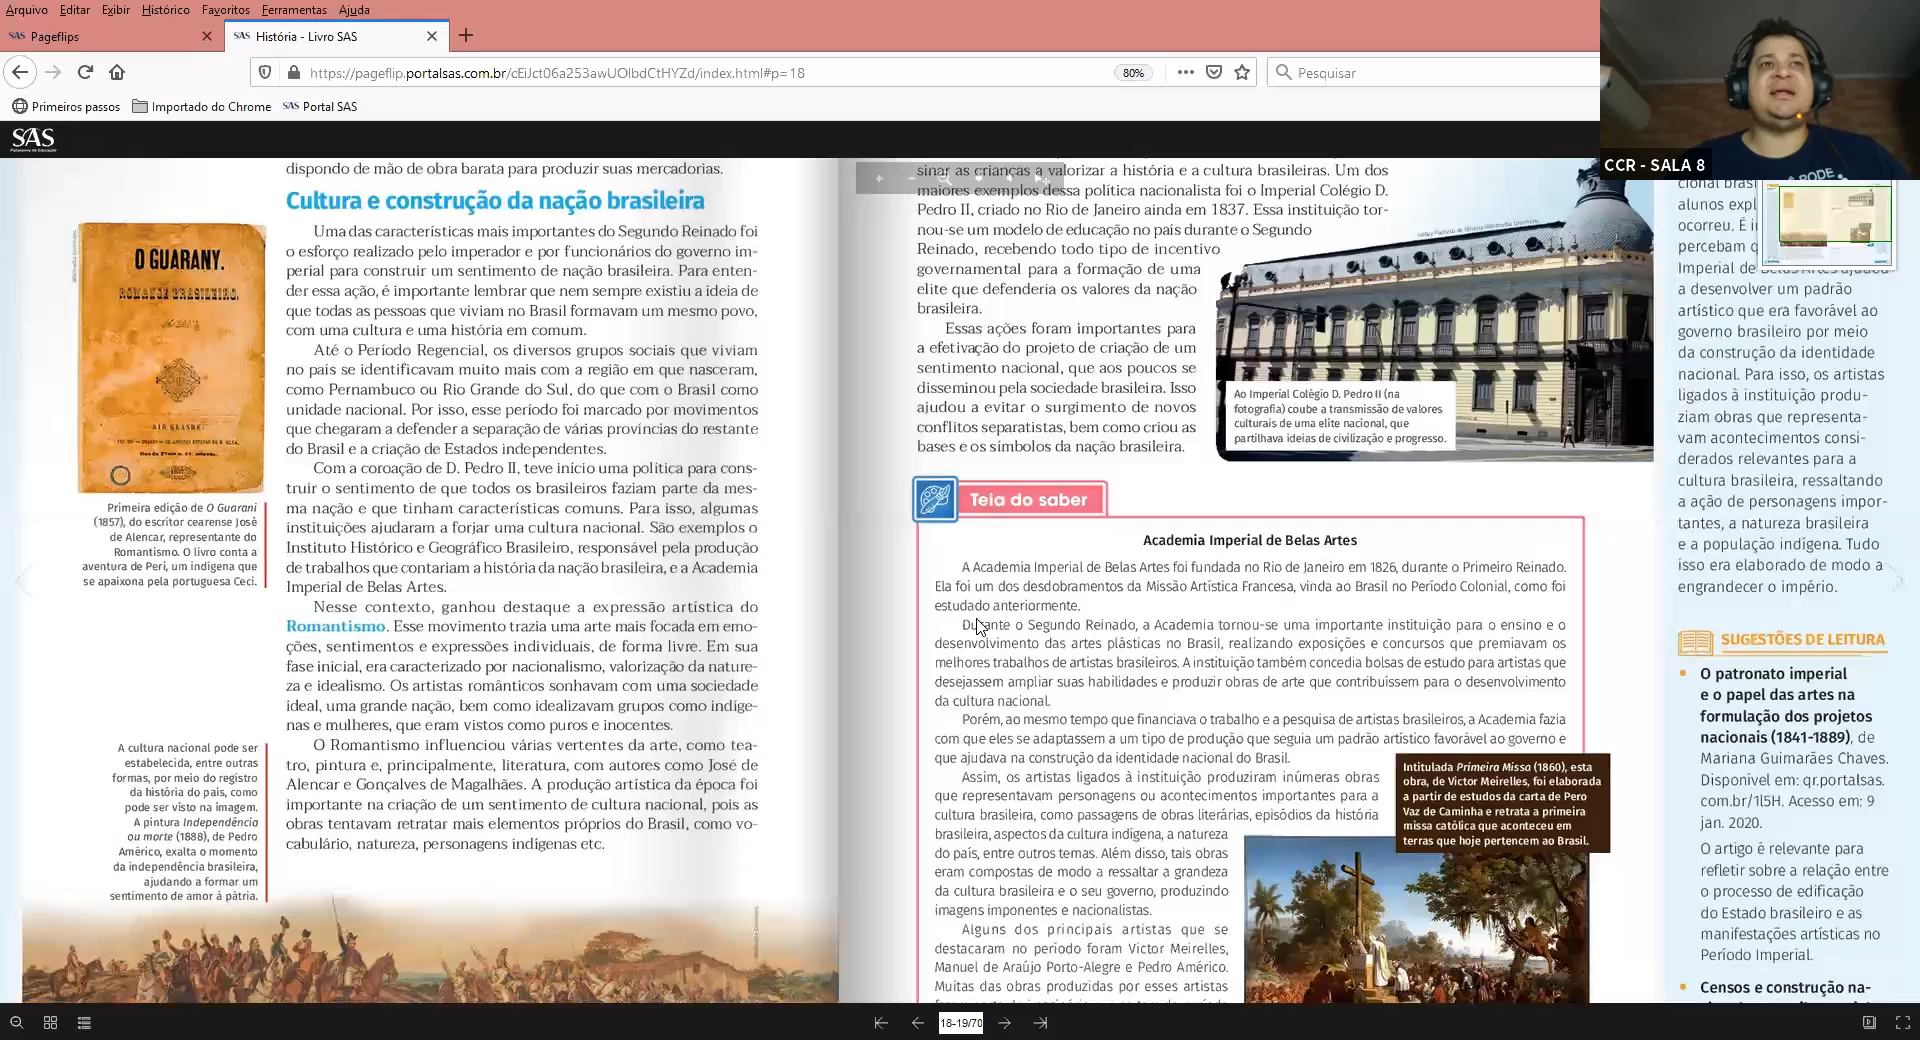 Arquivo Editar Exibir Histórico Favoritos Ferramentas Ajuda
SAS Pageflips
SAS História - Livro SAS
https://pageflip.portalsas.com.br/cEiJct06a253awUOlbdCtHYZd/index.html#p=18
80%
Pesquisar
Primeiros passos
Importado do Chrome
SAS Portal SAS
SAS
CCR - SALA 8
dispondo de mão de obra barata para produzir suas mercadorias.
Cultura e construção da nação brasileira
Uma das características mais importantes do Segundo Reinado foi
o esforço realizado pelo imperador e por funcionários do governo im-
perial para construir um sentimento de nação brasileira. Para enten-
der essa ação, é importante lembrar que nem sempre existiu a ideia de
que todas as pessoas que viviam no Brasil formavam um mesmo povo,
com uma cultura e uma história em comum.
Até o Período Regencial, os diversos grupos sociais que viviam
no país se identificavam muito mais com a região em que nasceram,
como Pernambuco ou Rio Grande do Sul, do que com o Brasil como
unidade nacional. Por isso, esse período foi marcado por movimentos
que chegaram a defender a separação de várias províncias do restante
do Brasil e a criação de Estados independentes.
Com a coroação de D. Pedro II, teve início uma política para cons-
truir o sentimento de que todos os brasileiros faziam parte da mes-
ma nação e que tinham características comuns. Para isso, algumas
instituições ajudaram a forjar uma cultura nacional. São exemplos o
Instituto Histórico e Geográfico Brasileiro, responsável pela produção
de trabalhos que contariam a história da nação brasileira, e a Academia
Imperial de Belas Artes.
Nesse contexto, ganhou destaque a expressão artística do
Romantismo. Esse movimento trazia uma arte mais focada em emo-
ções, sentimentos e expressões individuais, de forma livre. Em sua
fase inicial, era caracterizado por nacionalismo, valorização da nature-
za e idealismo. Os artistas românticos sonhavam com uma sociedade
ideal, uma grande nação, bem como idealizavam grupos como indíge-
nas e mulheres, que eram vistos como puros e inocentes.
O Romantismo influenciou várias vertentes da arte, como tea-
tro, pintura e, principalmente, literatura, com autores como José de
Alencar e Gonçalves de Magalhães. A produção artística da época foi
importante na criação de um sentimento de cultura nacional, pois as
obras tentavam retratar mais elementos próprios do Brasil, como vo-
cabulário, natureza, personagens indígenas etc.
O GUARANY.
ROMANCE BRASILEIRO.
RIO DE JANEIRO
1857
Primeira edição de O Guarani
(1857), do escritor cearense José
de Alencar, representante do
Romantismo. O livro conta a
aventura de Peri, um indígena que
se apaixona pela portuguesa Ceci.
A cultura nacional pode ser
estabelecida, entre outras
formas, por meio do registro
da história do país, como
pode ser visto na imagem.
A pintura Independência
ou morte (1888), de Pedro
Américo, exalta o momento
da independência brasileira,
ajudando a formar um
sentimento de amor à pátria.
sinar as crianças a valorizar a história e a cultura brasileiras. Um dos
maiores exemplos dessa política nacionalista foi o Imperial Colégio D.
Pedro II, criado no Rio de Janeiro ainda em 1837. Essa instituição tor-
nou-se um modelo de educação no país durante o Segundo
Reinado, recebendo todo tipo de incentivo
governamental para a formação de uma
elite que defenderia os valores da nação
brasileira.
Essas ações foram importantes para
a efetivação do projeto de criação de um
sentimento nacional, que aos poucos se
disseminou pela sociedade brasileira. Isso
ajudou a evitar o surgimento de novos
conflitos separatistas, bem como criou as
bases e os símbolos da nação brasileira.
Ao Imperial Colégio D. Pedro II (na
fotografia) coube a transmissão de valores
culturais de uma elite nacional, que
partilhava ideias de civilização e progresso.
Teia do saber
Academia Imperial de Belas Artes
A Academia Imperial de Belas Artes foi fundada no Rio de Janeiro em 1826, durante o Primeiro Reinado.
Ela foi um dos desdobramentos da Missão Artística Francesa, vinda ao Brasil no Período Colonial, como foi
estudado anteriormente.
Durante o Segundo Reinado, a Academia tornou-se uma importante instituição para o ensino e o
desenvolvimento das artes plásticas no Brasil, realizando exposições e concursos que premiavam os
melhores trabalhos de artistas brasileiros. A instituição também concedia bolsas de estudo para artistas que
desejassem ampliar suas habilidades e produzir obras de arte que contribuíssem para o desenvolvimento
da cultura nacional.
Porém, ao mesmo tempo que financiava o trabalho e a pesquisa de artistas brasileiros, a Academia fazia
com que eles se adaptassem a um tipo de produção que seguia um padrão artístico favorável ao governo e
que ajudava na construção da identidade nacional do Brasil.
Assim, os artistas ligados à instituição produziram inúmeras obras
que representavam personagens ou acontecimentos importantes para a
cultura brasileira, como passagens de obras literárias, episódios da história
brasileira, aspectos da cultura indígena, a natureza
do país, entre outros temas. Além disso, tais obras
eram compostas de modo a ressaltar a grandeza
da cultura brasileira e o seu governo, produzindo
imagens imponentes e nacionalistas.
Alguns dos principais artistas que se
destacaram no período foram Victor Meirelles,
Manuel de Araújo Porto-Alegre e Pedro Américo.
Muitas das obras produzidas por esses artistas
Intitulada Primeira Missa (1860), esta
obra, de Victor Meirelles, foi elaborada
a partir de estudos da carta de Pero
Vaz de Caminha e retrata a primeira
missa católica que aconteceu em
terras que hoje pertencem ao Brasil.
cional bras
alunos expl
ocorreu. É i
percebam q
Imperial de Belas Artes ajudou
a desenvolver um padrão
artístico que era favorável ao
governo brasileiro por meio
da construção da identidade
nacional. Para isso, os artistas
ligados à instituição produ-
ziam obras que representa-
vam acontecimentos consi-
derados relevantes para a
cultura brasileira, ressaltando
a ação de personagens impor-
tantes, a natureza brasileira
e a população indígena. Tudo
isso era elaborado de modo a
engrandecer o império.
SUGESTÕES DE LEITURA
• O patronato imperial
e o papel das artes na
formulação dos projetos
nacionais (1841-1889), de
Mariana Guimarães Chaves.
Disponível em: qr.portalsas.
com.br/1l5H. Acesso em: 9
jan. 2020.
O artigo é relevante para
refletir sobre a relação entre
o processo de edificação
do Estado brasileiro e as
manifestações artísticas no
Período Imperial.
• Censos e construção na-
18-19/70